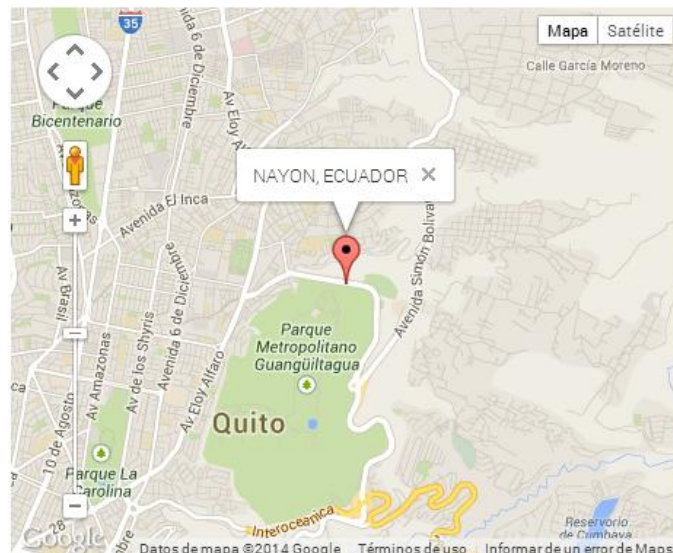 35
Mapa
Satélite
Calle García Moreno
Parque
Bicentenario
Avenida 6 de Diciembre
Av Eloy Alfaro
NAYON, ECUADOR
Avenida El Inca
Amazonas
Av Brasil
Avenida Simón Bolívar
Av Amazonas
Av de los Shyris
Avenida 6 de Diciembre
Av Eloy Alfaro
Parque
Metropolitano
Guangüiltagua
Quito
10 de Agosto
Parque La
Carolina
Interoceánica
Reservorio
de Cumbaya
28
Google
Datos de mapa ©2014 Google
Términos de uso
Informar de un error de Maps